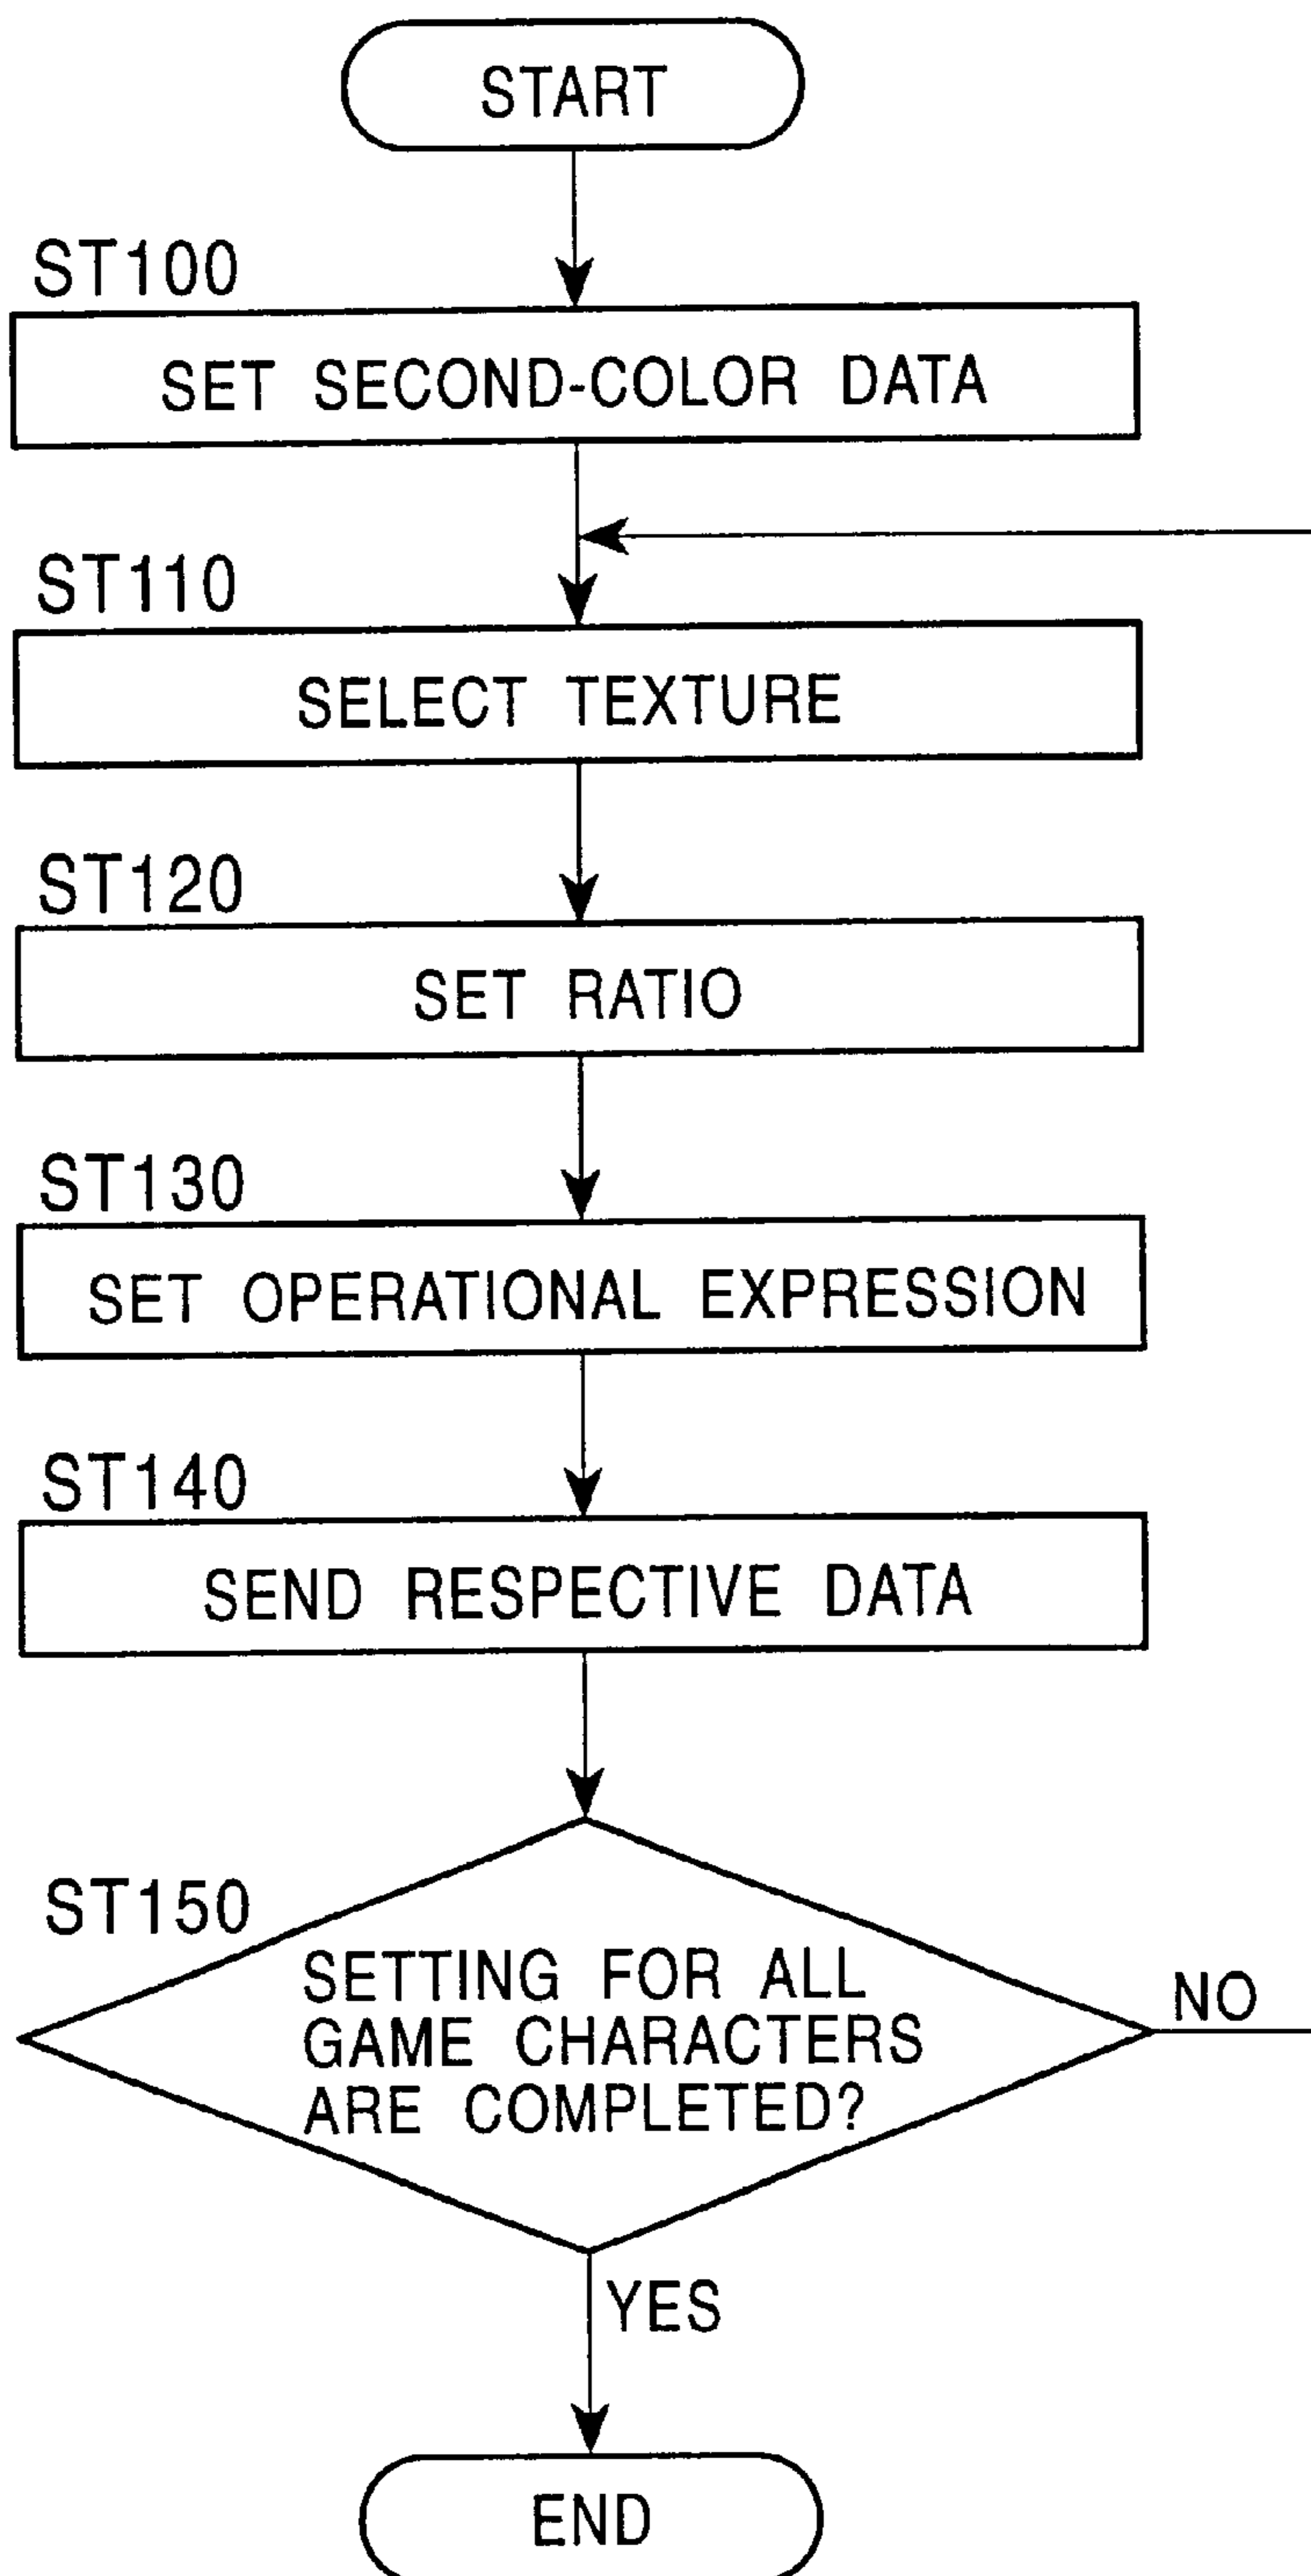 START
ST100
SET SECOND-COLOR DATA
ST110
SELECT TEXTURE
ST120
SET RATIO
ST130
SET OPERATIONAL EXPRESSION
ST140
SEND RESPECTIVE DATA
ST150
SETTING FOR ALL
GAME CHARACTERS
ARE COMPLETED?
NO
YES
END